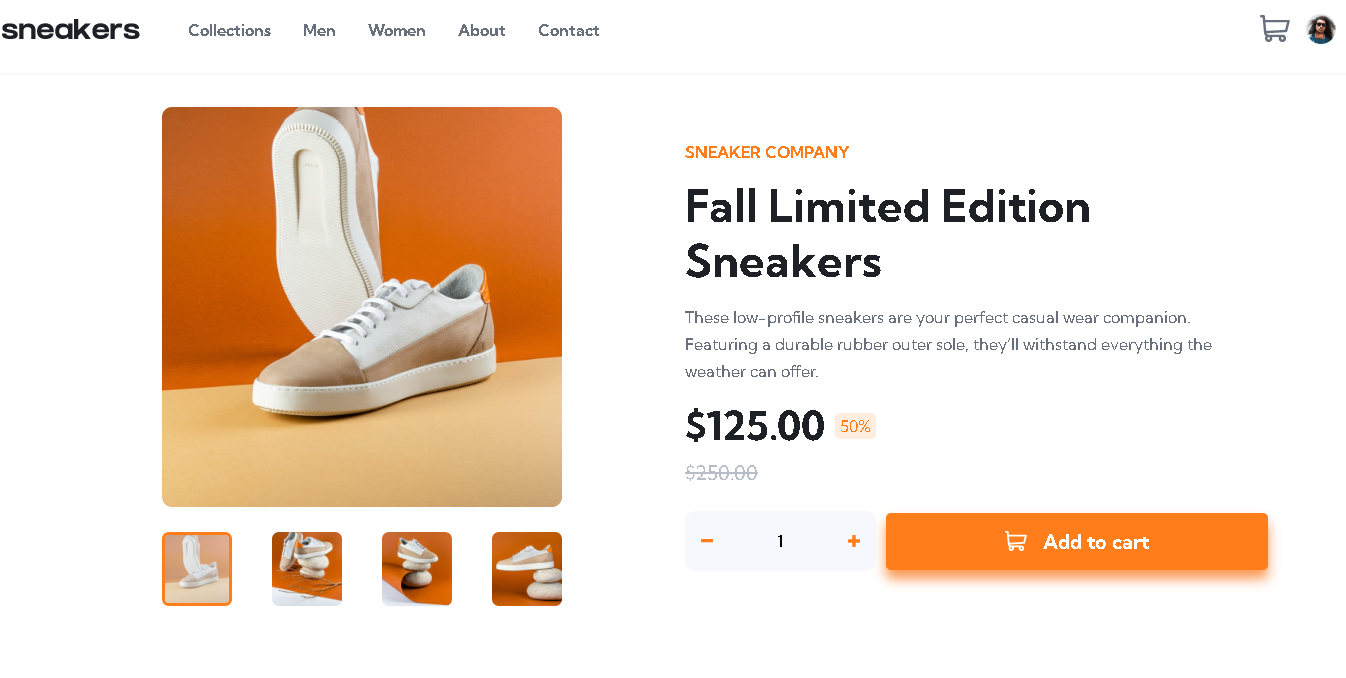 sneakers
Collections Men Women About Contact
SNEAKER COMPANY
Fall Limited Edition
Sneakers
These low-profile sneakers are your perfect casual wear companion.
Featuring a durable rubber outer sole, they’ll withstand everything the
weather can offer.
$125.00 50%
$250.00
1
Add to cart